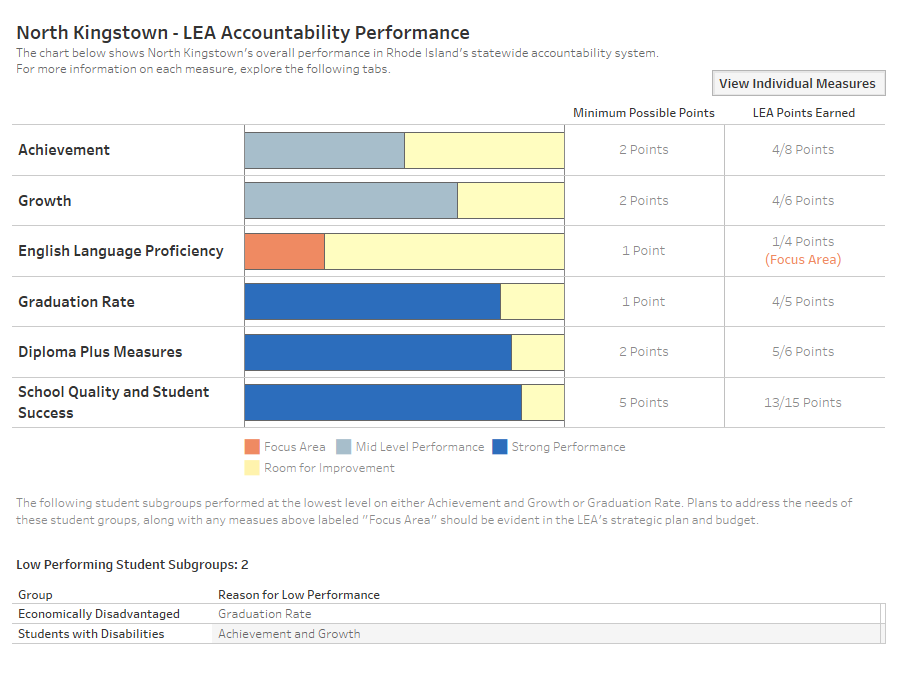 North Kingstown - LEA Accountability Performance
The chart below shows North Kingstown's overall performance in Rhode Island's statewide accountability system.
For more information on each measure, explore the following tabs.
View Individual Measures
Minimum Possible Points LEA Points Earned
Achievement 2 Points 4/8 Points
Growth 2 Points 4/6 Points
English Language Proficiency 1 Point 1/4 Points
(Focus Area)
Graduation Rate 1 Point 4/5 Points
Diploma Plus Measures 2 Points 5/6 Points
School Quality and Student
Success 5 Points 13/15 Points
Focus Area Mid Level Performance Strong Performance
Room for Improvement
The following student subgroups performed at the lowest level on either Achievement and Growth or Graduation Rate. Plans to address the needs of
these student groups, along with any measues above labeled "Focus Area" should be evident in the LEA's strategic plan and budget.
Low Performing Student Subgroups: 2
Group Reason for Low Performance
Economically Disadvantaged Graduation Rate
Students with Disabilities Achievement and Growth